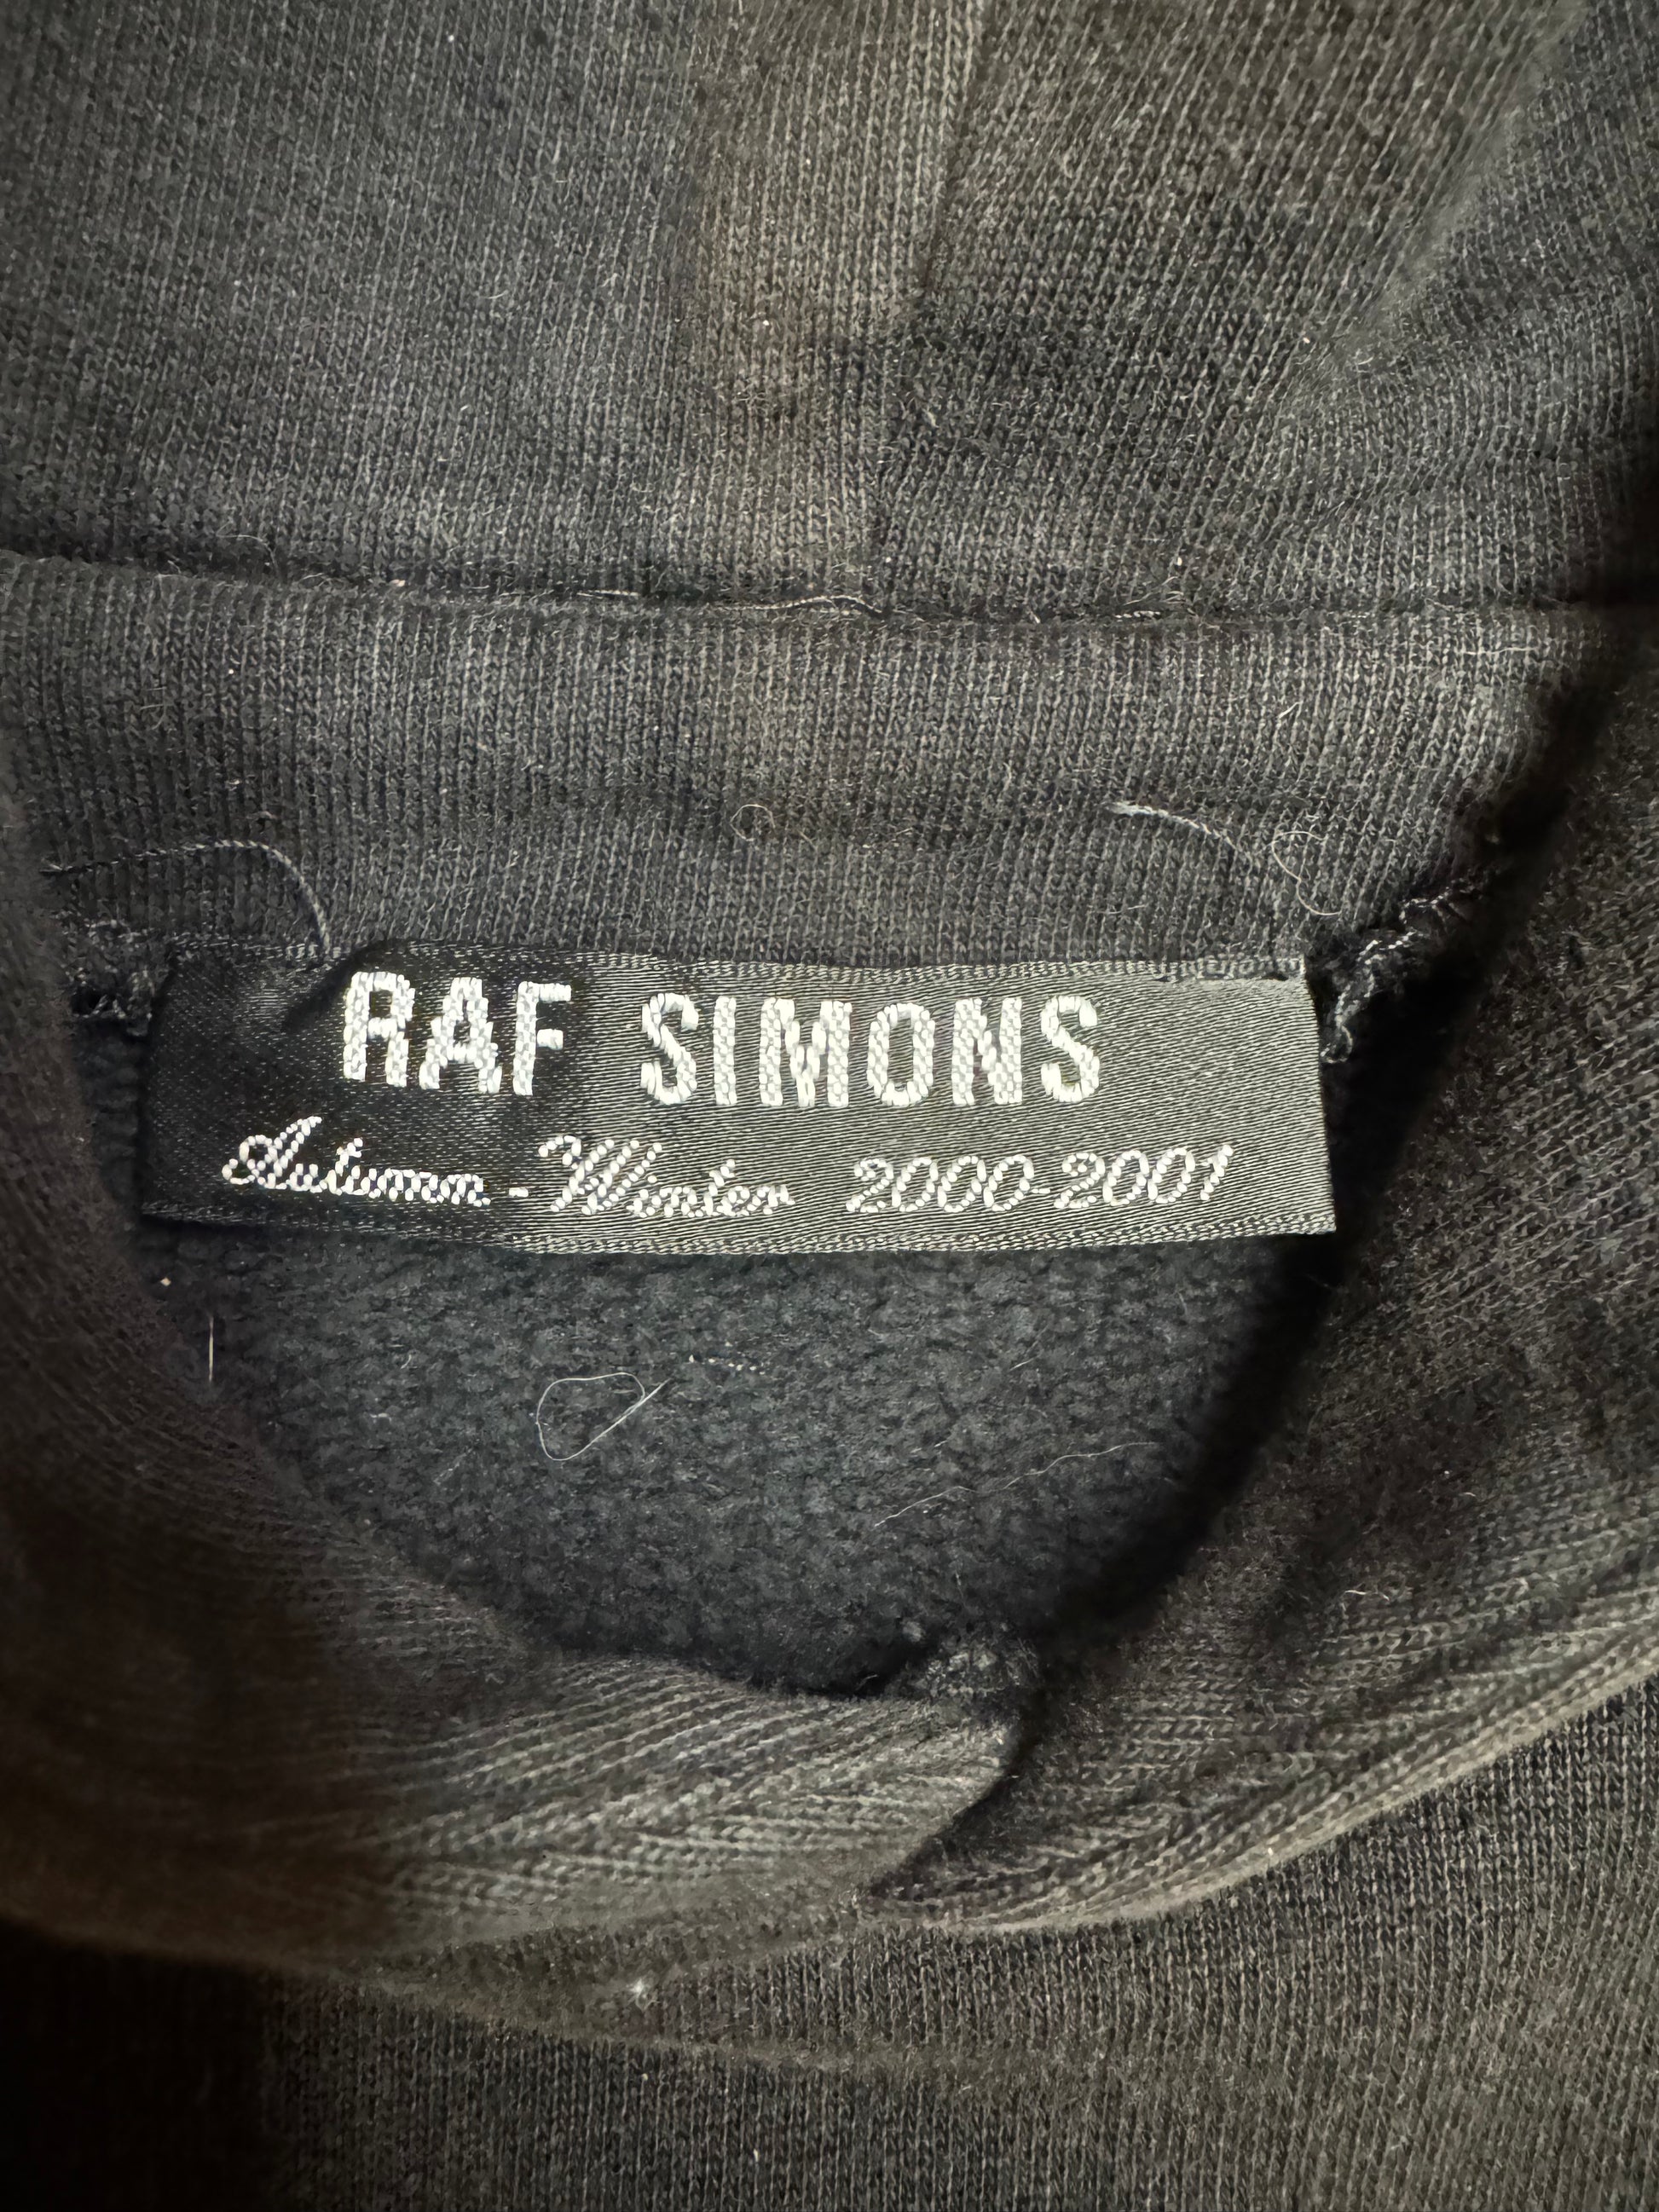 RAF SIMONS
Autumn - Winter 2000-2001